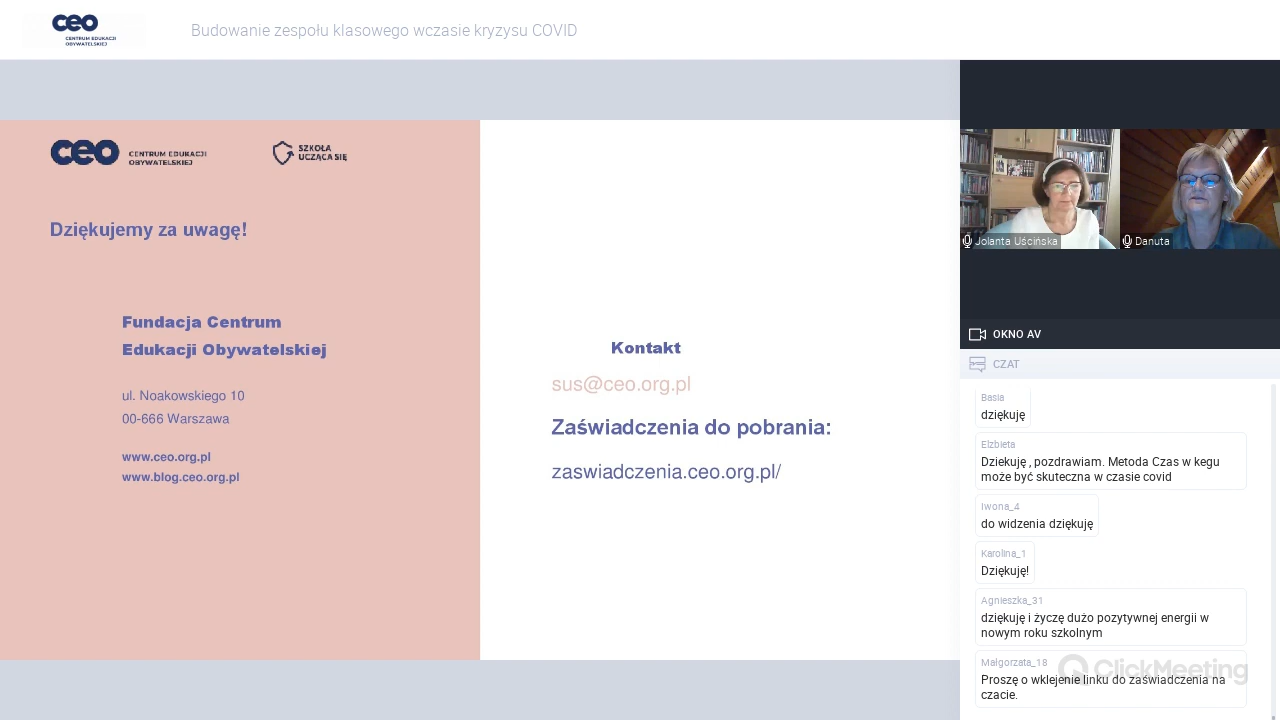 ceo
CENTRUM EDUKACJI
OBYWATELSKIEJ
Budowanie zespołu klasowego wczasie kryzysu COVID
ceo
CENTRUM EDUKACJI
OBYWATELSKIEJ
SZKOŁA
UCZĄCA SIĘ
Dziękujemy za uwagę!
Fundacja Centrum
Edukacji Obywatelskiej
ul. Noakowskiego 10
00-666 Warszawa
www.ceo.org.pl
www.blog.ceo.org.pl
Kontakt
sus@ceo.org.pl
Zaświadczenia do pobrania:
zaswiadczenia.ceo.org.pl/
Jolanta Uścińska
Danuta
OKNO AV
CZAT
Basia
dziękuję
Elzbieta
Dziekuję , pozdrawiam. Metoda Czas w kegu
może być skuteczna w czasie covid
Iwona_4
do widzenia dziękuję
Karolina_1
Dziękuję!
Agnieszka_31
dziękuję i życzę dużo pozytywnej energii w
nowym roku szkolnym
Małgorzata_18
Proszę o wklejenie linku do zaświadczenia na
czacie.
ClickMeeting